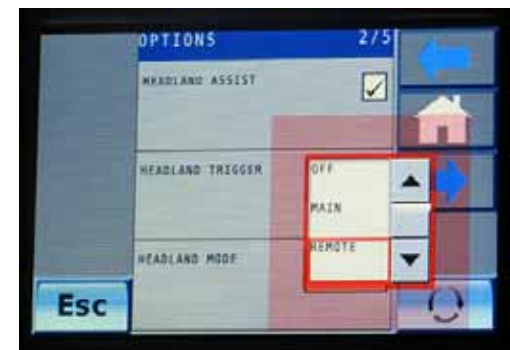 OPTIONS 2/5
HEADLAND ASSIST
HEADLAND TRIGGER
OFF
MAIN
REMOTE
HEADLAND MODE
Esc